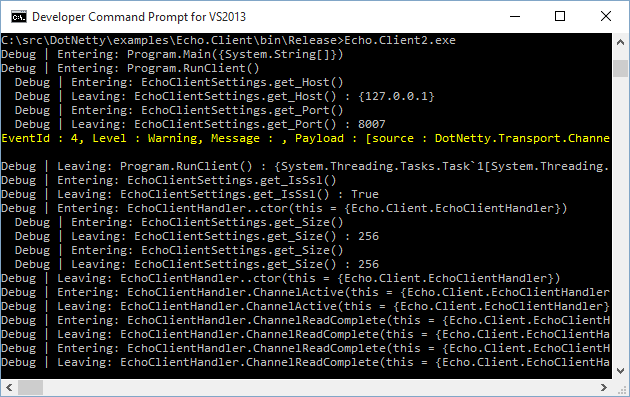 Developer Command Prompt for VS2013
C:\src\DotNetty\examples\Echo.Client\bin\Release>Echo.Client2.exe
Debug | Entering: Program.Main({System.String[]})
Debug | Entering: Program.RunClient()
  Debug | Entering: EchoClientSettings.get_Host()
  Debug | Leaving: EchoClientSettings.get_Host() : {127.0.0.1}
  Debug | Entering: EchoClientSettings.get_Port()
  Debug | Leaving: EchoClientSettings.get_Port() : 8007
EventId : 4, Level : Warning, Message : , Payload : [source : DotNetty.Transport.Channe
Debug | Leaving: Program.RunClient() : {System.Threading.Tasks.Task`1[System.Threading.
Debug | Entering: EchoClientSettings.get_IsSsl()
Debug | Leaving: EchoClientSettings.get_IsSsl() : True
Debug | Entering: EchoClientHandler..ctor(this = {Echo.Client.EchoClientHandler})
  Debug | Entering: EchoClientSettings.get_Size()
  Debug | Leaving: EchoClientSettings.get_Size() : 256
  Debug | Entering: EchoClientSettings.get_Size()
  Debug | Leaving: EchoClientSettings.get_Size() : 256
Debug | Leaving: EchoClientHandler..ctor(this = {Echo.Client.EchoClientHandler})
Debug | Entering: EchoClientHandler.ChannelActive(this = {Echo.Client.EchoClientHandler
Debug | Leaving: EchoClientHandler.ChannelActive(this = {Echo.Client.EchoClientHandler}
Debug | Entering: EchoClientHandler.ChannelReadComplete(this = {Echo.Client.EchoClientH
Debug | Leaving: EchoClientHandler.ChannelReadComplete(this = {Echo.Client.EchoClientHa
Debug | Entering: EchoClientHandler.ChannelReadComplete(this = {Echo.Client.EchoClientH
Debug | Leaving: EchoClientHandler.ChannelReadComplete(this = {Echo.Client.EchoClientHa